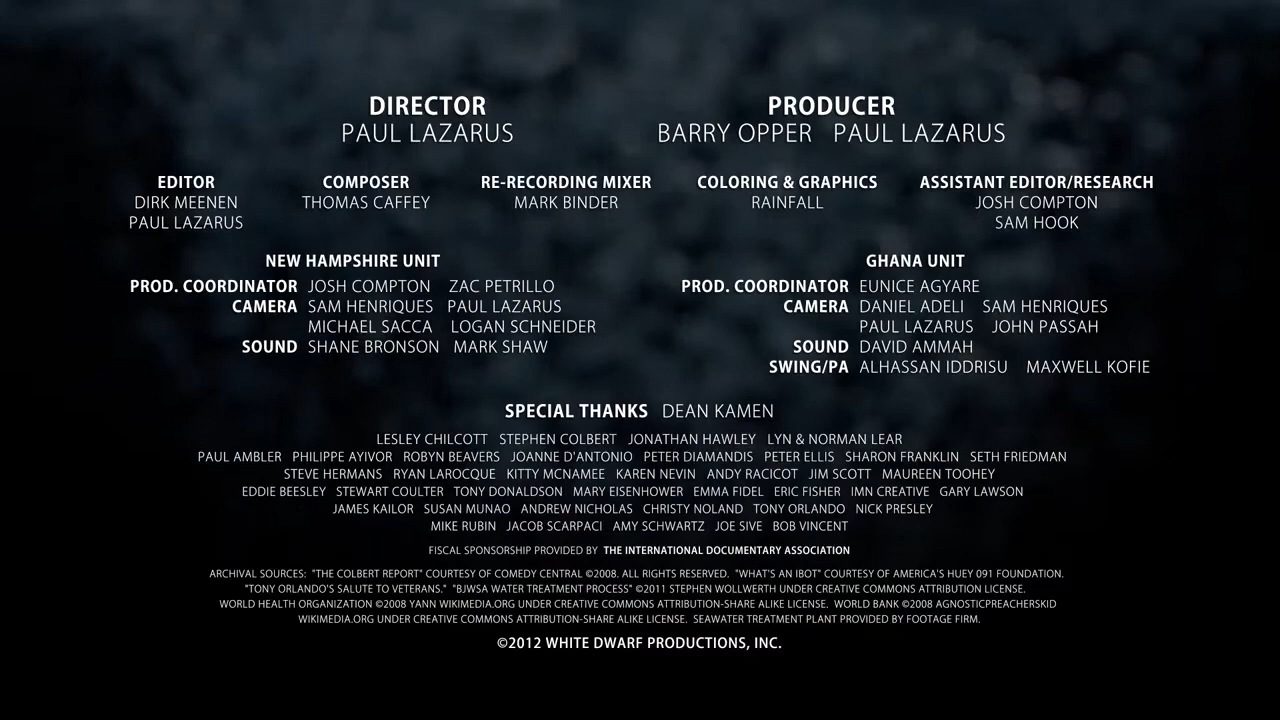 DIRECTOR
PAUL LAZARUS
PRODUCER
BARRY OPPER PAUL LAZARUS
EDITOR
DIRK MEENEN
PAUL LAZARUS
COMPOSER
THOMAS CAFFEY
RE-RECORDING MIXER
MARK BINDER
COLORING & GRAPHICS
RAINFALL
ASSISTANT EDITOR/RESEARCH
JOSH COMPTON
SAM HOOK
NEW HAMPSHIRE UNIT
PROD. COORDINATOR JOSH COMPTON ZAC PETRILLO
CAMERA SAM HENRIQUES PAUL LAZARUS
MICHAEL SACCA LOGAN SCHNEIDER
SOUND SHANE BRONSON MARK SHAW
GHANA UNIT
PROD. COORDINATOR EUNICE AGYARE
CAMERA DANIEL ADELI SAM HENRIQUES
PAUL LAZARUS JOHN PASSAH
SOUND DAVID AMMAH
SWING/PA ALHASSAN IDDRISU MAXWELL KOFIE
SPECIAL THANKS DEAN KAMEN
LESLEY CHILCOTT STEPHEN COLBERT JONATHAN HAWLEY LYN & NORMAN LEAR
PAUL AMBLER PHILIPPE AYIVOR ROBYN BEAVERS JOANNE D'ANTONIO PETER DIAMANDIS PETER ELLIS SHARON FRANKLIN SETH FRIEDMAN
STEVE HERMANS RYAN LAROCQUE KITTY MCNAMEE KAREN NEVIN ANDY RACICOT JIM SCOTT MAUREEN TOOHEY
EDDIE BEESLEY STEWART COULTER TONY DONALDSON MARY EISENHOWER EMMA FIDEL ERIC FISHER IMN CREATIVE GARY LAWSON
JAMES KAILOR SUSAN MUNAO ANDREW NICHOLAS CHRISTY NOLAND TONY ORLANDO NICK PRESLEY
MIKE RUBIN JACOB SCARPACI AMY SCHWARTZ JOE SIVE BOB VINCENT
FISCAL SPONSORSHIP PROVIDED BY THE INTERNATIONAL DOCUMENTARY ASSOCIATION
ARCHIVAL SOURCES: "THE COLBERT REPORT" COURTESY OF COMEDY CENTRAL ©2008. ALL RIGHTS RESERVED. "WHAT'S AN IBOT" COURTESY OF AMERICA'S HUEY 091 FOUNDATION.
"TONY ORLANDO'S SALUTE TO VETERANS." "BJWSA WATER TREATMENT PROCESS" ©2011 STEPHEN WOLLWERTH UNDER CREATIVE COMMONS ATTRIBUTION LICENSE.
WORLD HEALTH ORGANIZATION ©2008 YANN WIKIMEDIA.ORG UNDER CREATIVE COMMONS ATTRIBUTION-SHARE ALIKE LICENSE. WORLD BANK ©2008 AGNOSTICPREACHERSKID
WIKIMEDIA.ORG UNDER CREATIVE COMMONS ATTRIBUTION-SHARE ALIKE LICENSE. SEAWATER TREATMENT PLANT PROVIDED BY FOOTAGE FIRM.
©2012 WHITE DWARF PRODUCTIONS, INC.